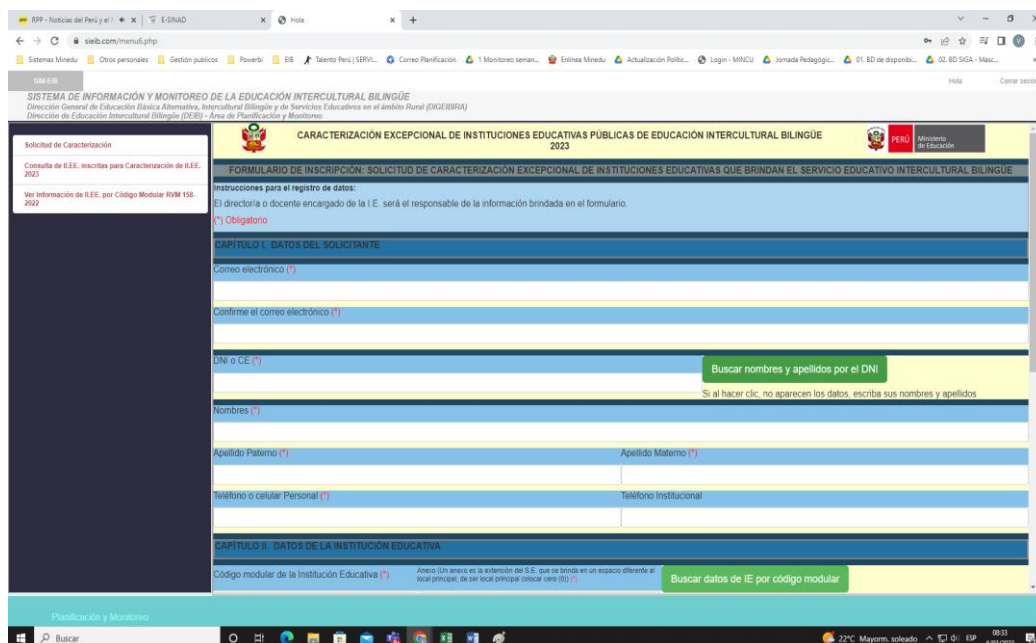 RPP - Noticias del Perú y el
E-SINAD
Hola
sieib.com/menu6.php
Sistemas Minedu
Otros personales
Gestión publicos
Powerbi
EIB
Talento Perú | SERVI...
Correo Planificación
1 Monitoreo seman...
Enlinea Minedu
Actualización Polític...
Login - MINCU
Jornada Pedagógic...
01. BD de disponibi...
02. BD SIGA - Masc...
SIM-EIB
Hola
Cerrar sesió
SISTEMA DE INFORMACIÓN Y MONITOREO DE LA EDUCACIÓN INTERCULTURAL BILINGÜE
Dirección General de Educación Básica Alternativa, Intercultural Bilingüe y de Servicios Educativos en el ámbito Rural (DIGEIBIRA)
Dirección de Educación Intercultural Bilingüe (DEIB) - Área de Planificación y Monitoreo
Solicitud de Caracterización
Consulta de II.EE. inscritas para Caracterización de II.EE.
2023
Ver Información de II.EE. por Código Modular RVM 158-
2022
CARACTERIZACIÓN EXCEPCIONAL DE INSTITUCIONES EDUCATIVAS PÚBLICAS DE EDUCACIÓN INTERCULTURAL BILINGÜE
2023
PERÚ
Ministerio
de Educación
FORMULARIO DE INSCRIPCIÓN: SOLICITUD DE CARACTERIZACIÓN EXCEPCIONAL DE INSTITUCIONES EDUCATIVAS QUE BRINDAN EL SERVICIO EDUCATIVO INTERCULTURAL BILINGÜE
Instrucciones para el registro de datos:
El director/a o docente encargado de la I.E. será el responsable de la información brindada en el formulario.
(*) Obligatorio
CAPÍTULO I. DATOS DEL SOLICITANTE
Correo electrónico (*)
Confirme el correo electrónico (*)
DNI o CE (*)
Buscar nombres y apellidos por el DNI
Si al hacer clic, no aparecen los datos, escriba sus nombres y apellidos
Nombres (*)
Apellido Paterno (*)
Apellido Materno (*)
Teléfono o celular Personal (*)
Teléfono Institucional
CAPÍTULO II. DATOS DE LA INSTITUCIÓN EDUCATIVA
Código modular de la Institución Educativa (*)
Anexo (Un anexo es la extensión del S.E. que se brinda en un espacio diferente al
local principal, de ser local principal colocar cero (0)) (*)
Buscar datos de IE por código modular
Planificación y Monitoreo
Buscar
22°C Mayorm. soleado
ESP
08:33